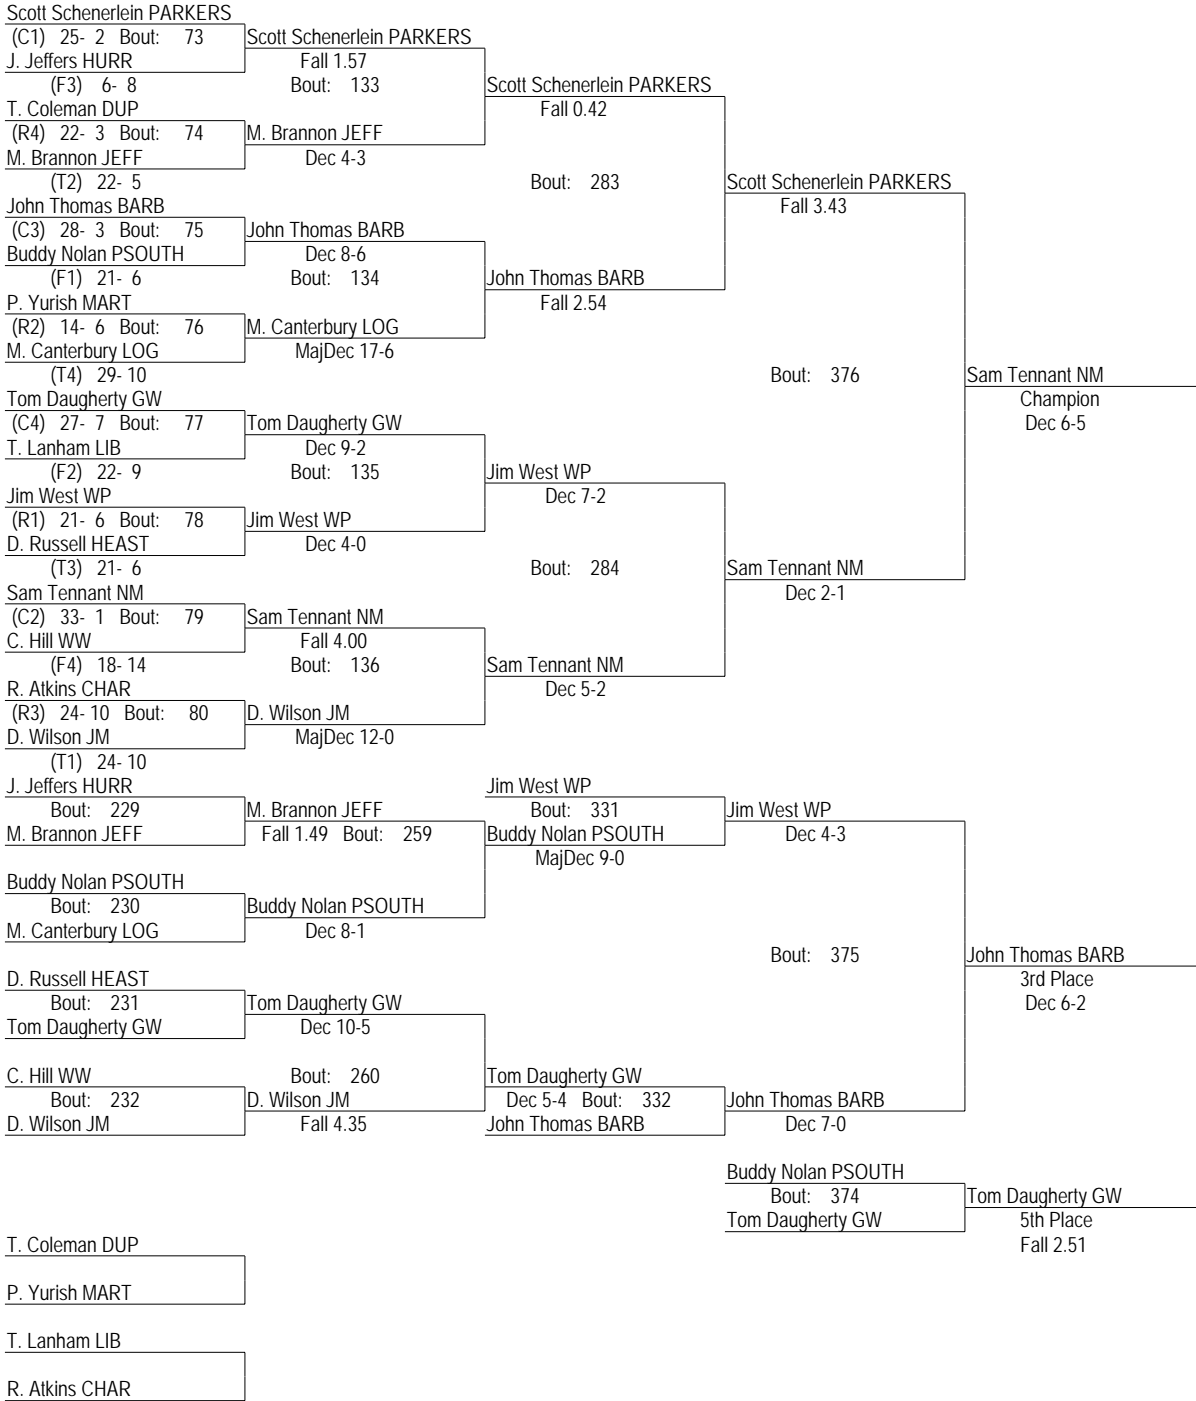 Scott Schenerlein PARKERS
(C1) 25- 2 Bout: 73 Scott Schenerlein PARKERS
J. Jeffers HURR Fall 1.57
(F3) 6- 8 Bout: 133 Scott Schenerlein PARKERS
T. Coleman DUP Fall 0.42
(R4) 22- 3 Bout: 74 M. Brannon JEFF
M. Brannon JEFF Dec 4-3
(T2) 22- 5 Bout: 283 Scott Schenerlein PARKERS
John Thomas BARB Fall 3.43
(C3) 28- 3 Bout: 75 John Thomas BARB
Buddy Nolan PSOUTH Dec 8-6
(F1) 21- 6 Bout: 134 John Thomas BARB
P. Yurish MART Fall 2.54
(R2) 14- 6 Bout: 76 M. Canterbury LOG
M. Canterbury LOG MajDec 17-6
(T4) 29- 10 Bout: 376 Sam Tennant NM
Tom Daugherty GW Champion
(C4) 27- 7 Bout: 77 Tom Daugherty GW Dec 6-5
T. Lanham LIB Dec 9-2
(F2) 22- 9 Bout: 135 Jim West WP
Jim West WP Dec 7-2
(R1) 21- 6 Bout: 78 Jim West WP
D. Russell HEAST Dec 4-0
(T3) 21- 6 Bout: 284 Sam Tennant NM
Sam Tennant NM Dec 2-1
(C2) 33- 1 Bout: 79 Sam Tennant NM
C. Hill WW Fall 4.00
(F4) 18- 14 Bout: 136 Sam Tennant NM
R. Atkins CHAR Dec 5-2
(R3) 24- 10 Bout: 80 D. Wilson JM
D. Wilson JM MajDec 12-0
(T1) 24- 10
J. Jeffers HURR Jim West WP
Bout: 229 M. Brannon JEFF Bout: 331 Jim West WP
M. Brannon JEFF Fall 1.49 Bout: 259 Buddy Nolan PSOUTH Dec 4-3
MajDec 9-0
Buddy Nolan PSOUTH
Bout: 230 Buddy Nolan PSOUTH
M. Canterbury LOG Dec 8-1
Bout: 375 John Thomas BARB
D. Russell HEAST 3rd Place
Bout: 231 Tom Daugherty GW Dec 6-2
Tom Daugherty GW Dec 10-5
C. Hill WW Bout: 260 Tom Daugherty GW
Bout: 232 D. Wilson JM Dec 5-4 Bout: 332 John Thomas BARB
D. Wilson JM Fall 4.35 John Thomas BARB Dec 7-0
Buddy Nolan PSOUTH
Bout: 374 Tom Daugherty GW
Tom Daugherty GW 5th Place
T. Coleman DUP Fall 2.51
P. Yurish MART
T. Lanham LIB
R. Atkins CHAR